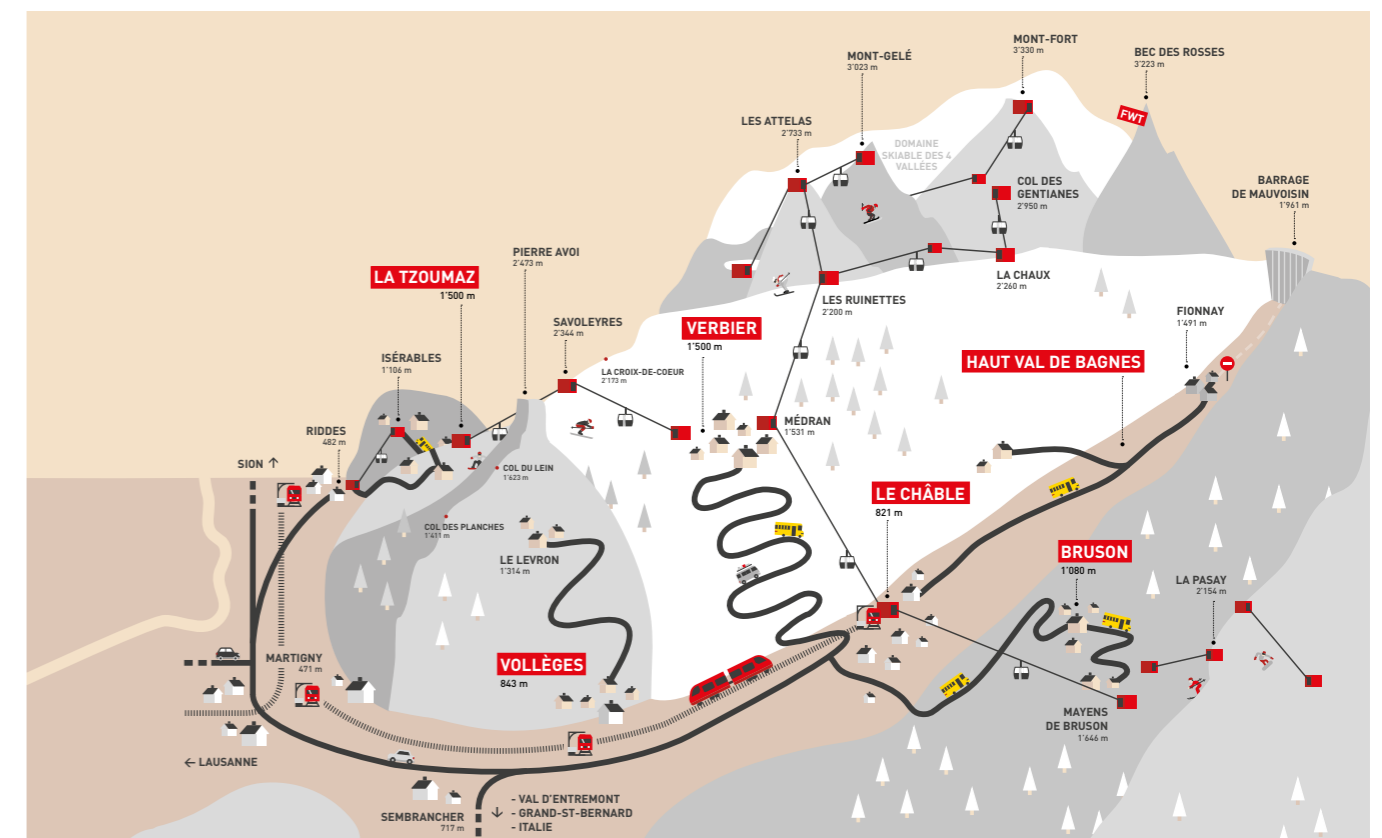 MONT-FORT
3'330 m
MONT-GELÉ
3'023 m
BEC DES ROSSES
3'223 m
FWT
LES ATTELAS
2'733 m
DOMAINE
SKIABLE DES 4
VALLÉES
COL DES
GENTIANES
2'950 m
BARRAGE
DE MAUVOISIN
1'961 m
PIERRE AVOI
2'473 m
LA TZOUMAZ
1'500 m
LA CHAUX
2'260 m
LES RUINETTES
2'200 m
SAVOLEYRES
2'344 m
VERBIER
1'500 m
FIONNAY
1'491 m
ISÉRABLES
1'106 m
LA CROIX-DE-COEUR
2'173 m
HAUT VAL DE BAGNES
MÉDRAN
1'531 m
RIDDES
482 m
SION ↑
COL DU LEIN
1'623 m
LE CHÂBLE
821 m
COL DES PLANCHES
1'411 m
LE LEVRON
1'314 m
BRUSON
1'080 m
LA PASAY
2'154 m
MARTIGNY
471 m
VOLLÈGES
843 m
MAYENS
DE BRUSON
1'646 m
← LAUSANNE
SEMBRANCHER
717 m
↓
- VAL D'ENTREMONT
- GRAND-ST-BERNARD
- ITALIE